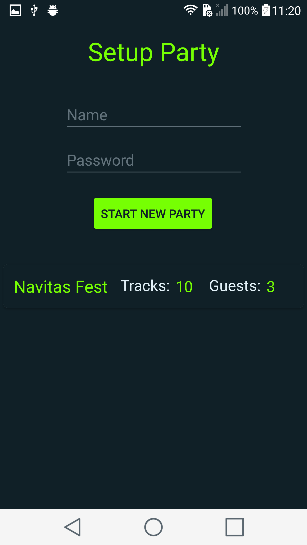 100% 11:20
Setup Party
Name
Password
START NEW PARTY
Navitas Fest Tracks: 10 Guests: 3